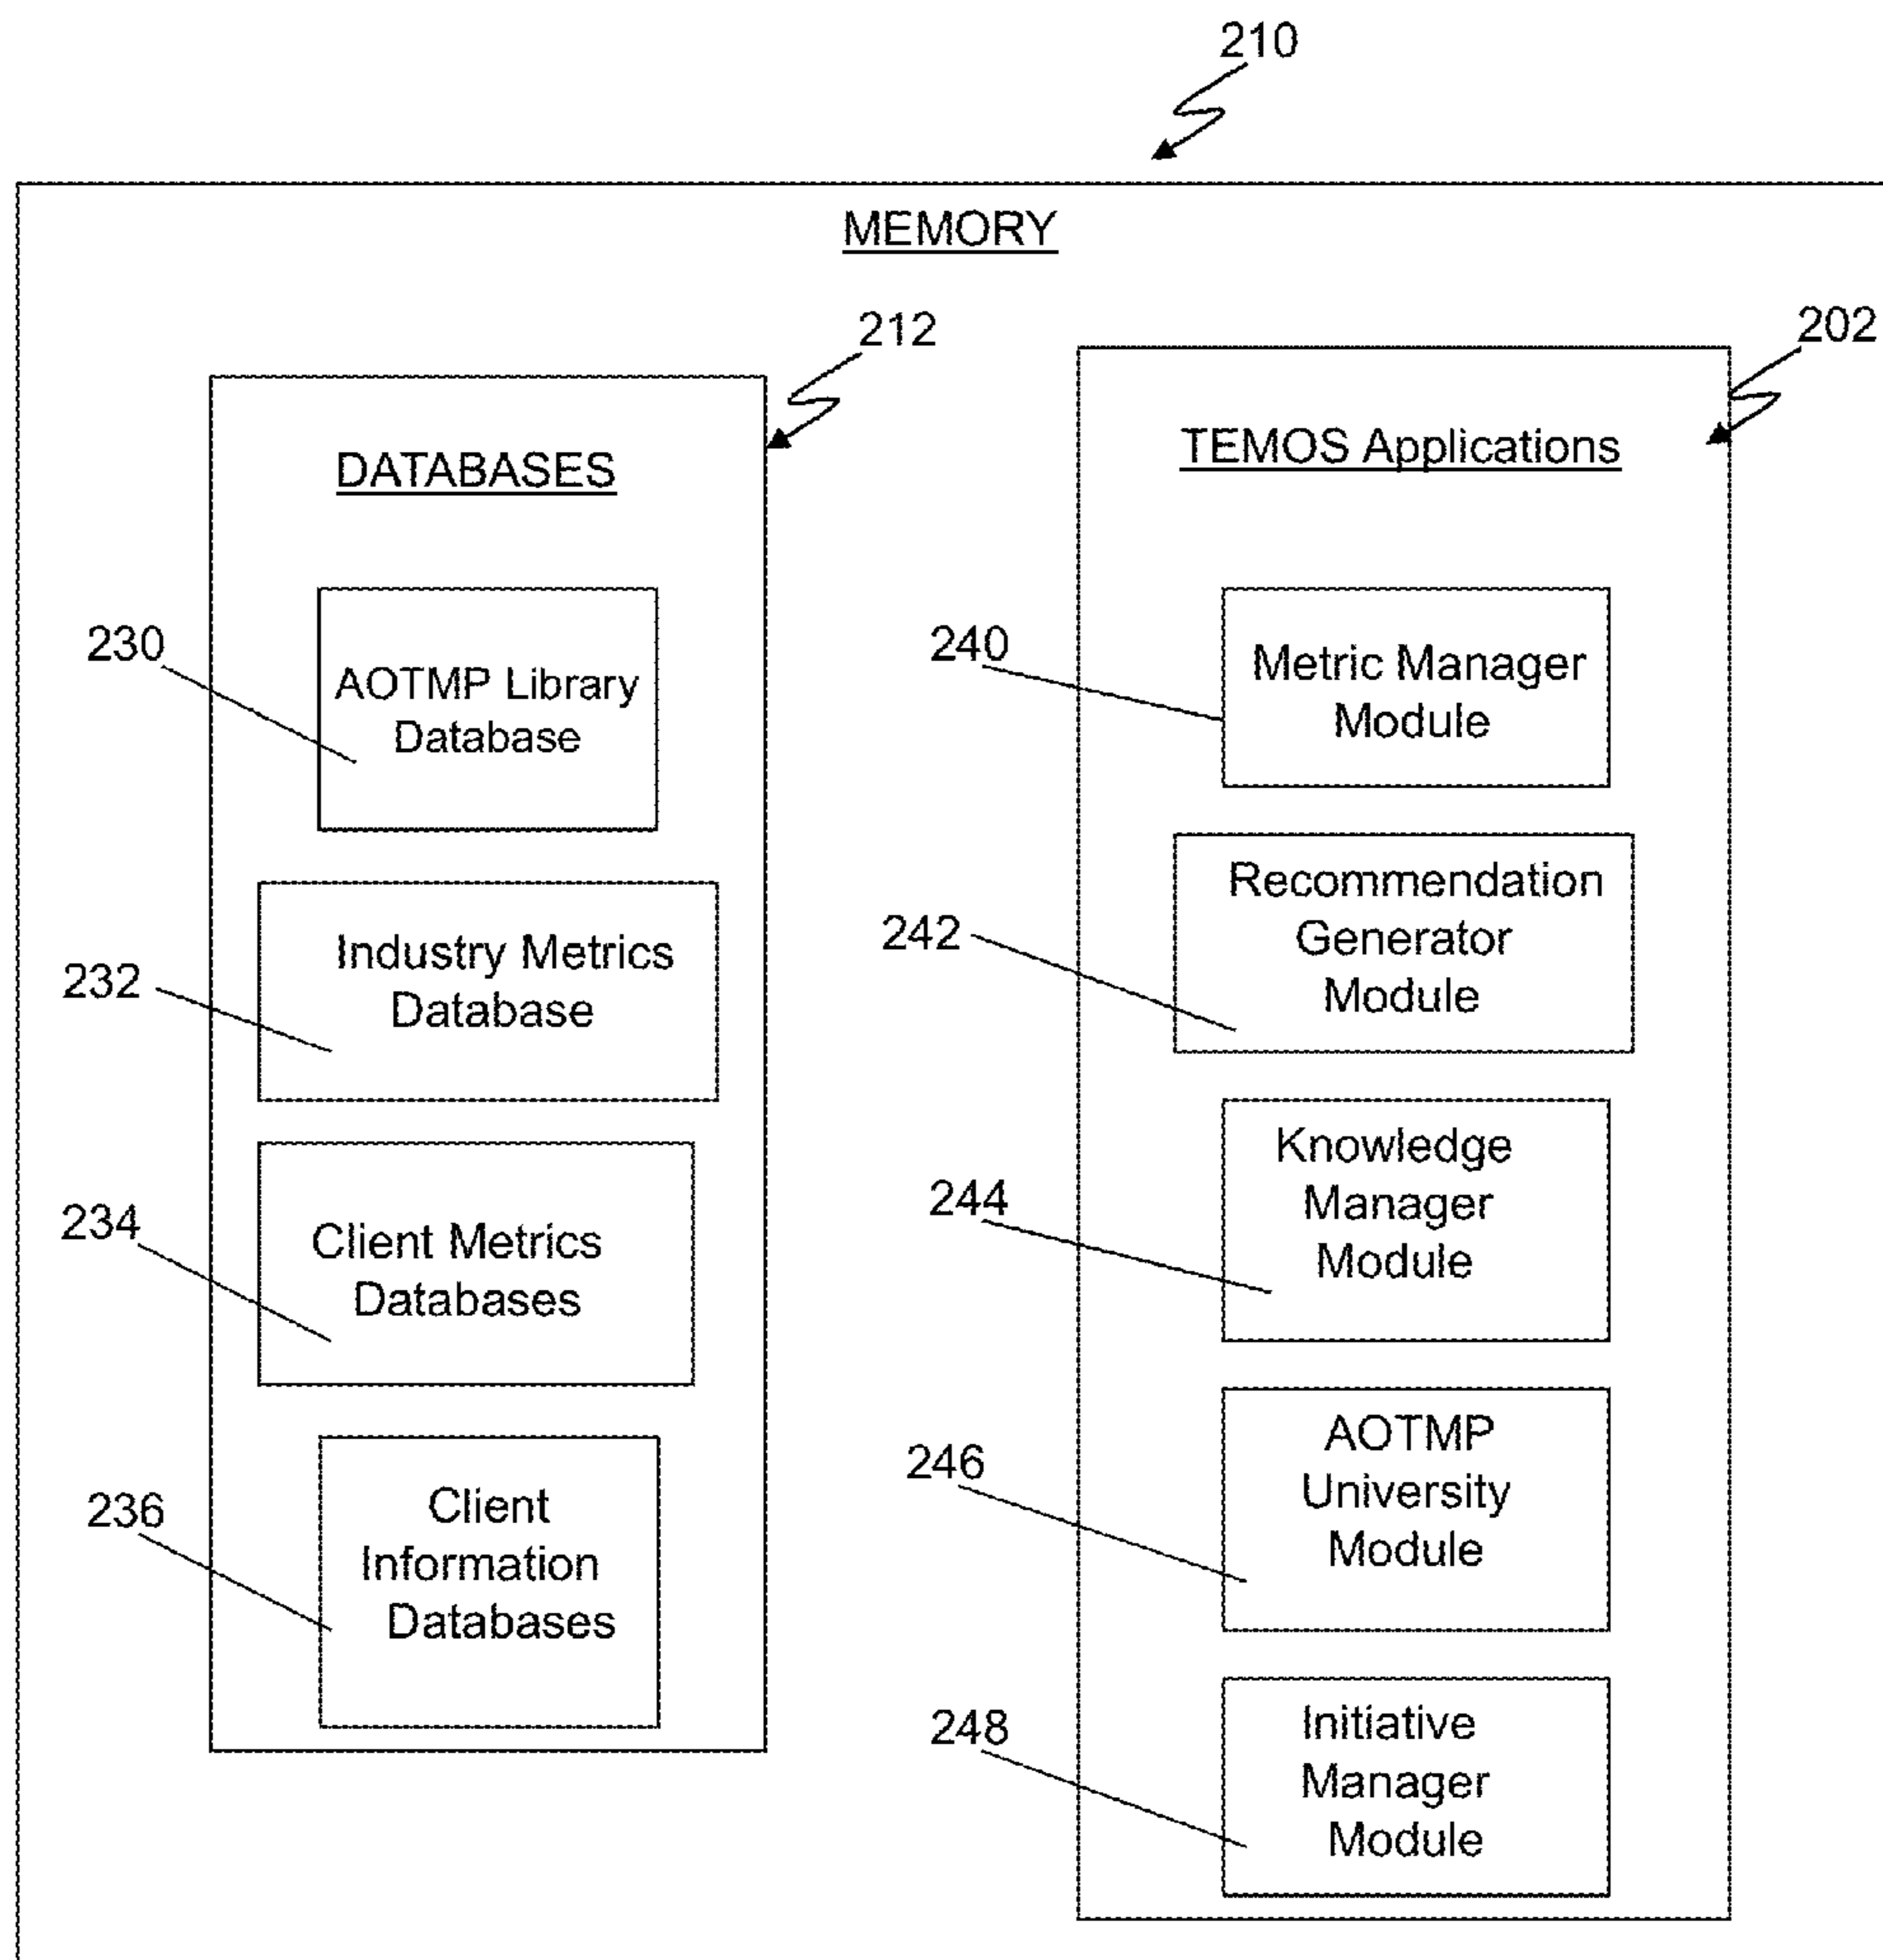 210
MEMORY
212
202
DATABASES
TEMOS Applications
230
AOTMP Library
Database
232
Industry Metrics
Database
234
Client Metrics
Databases
236
Client
Information
Databases
240
Metric Manager
Module
242
Recommendation
Generator
Module
244
Knowledge
Manager
Module
246
AOTMP
University
Module
248
Initiative
Manager
Module